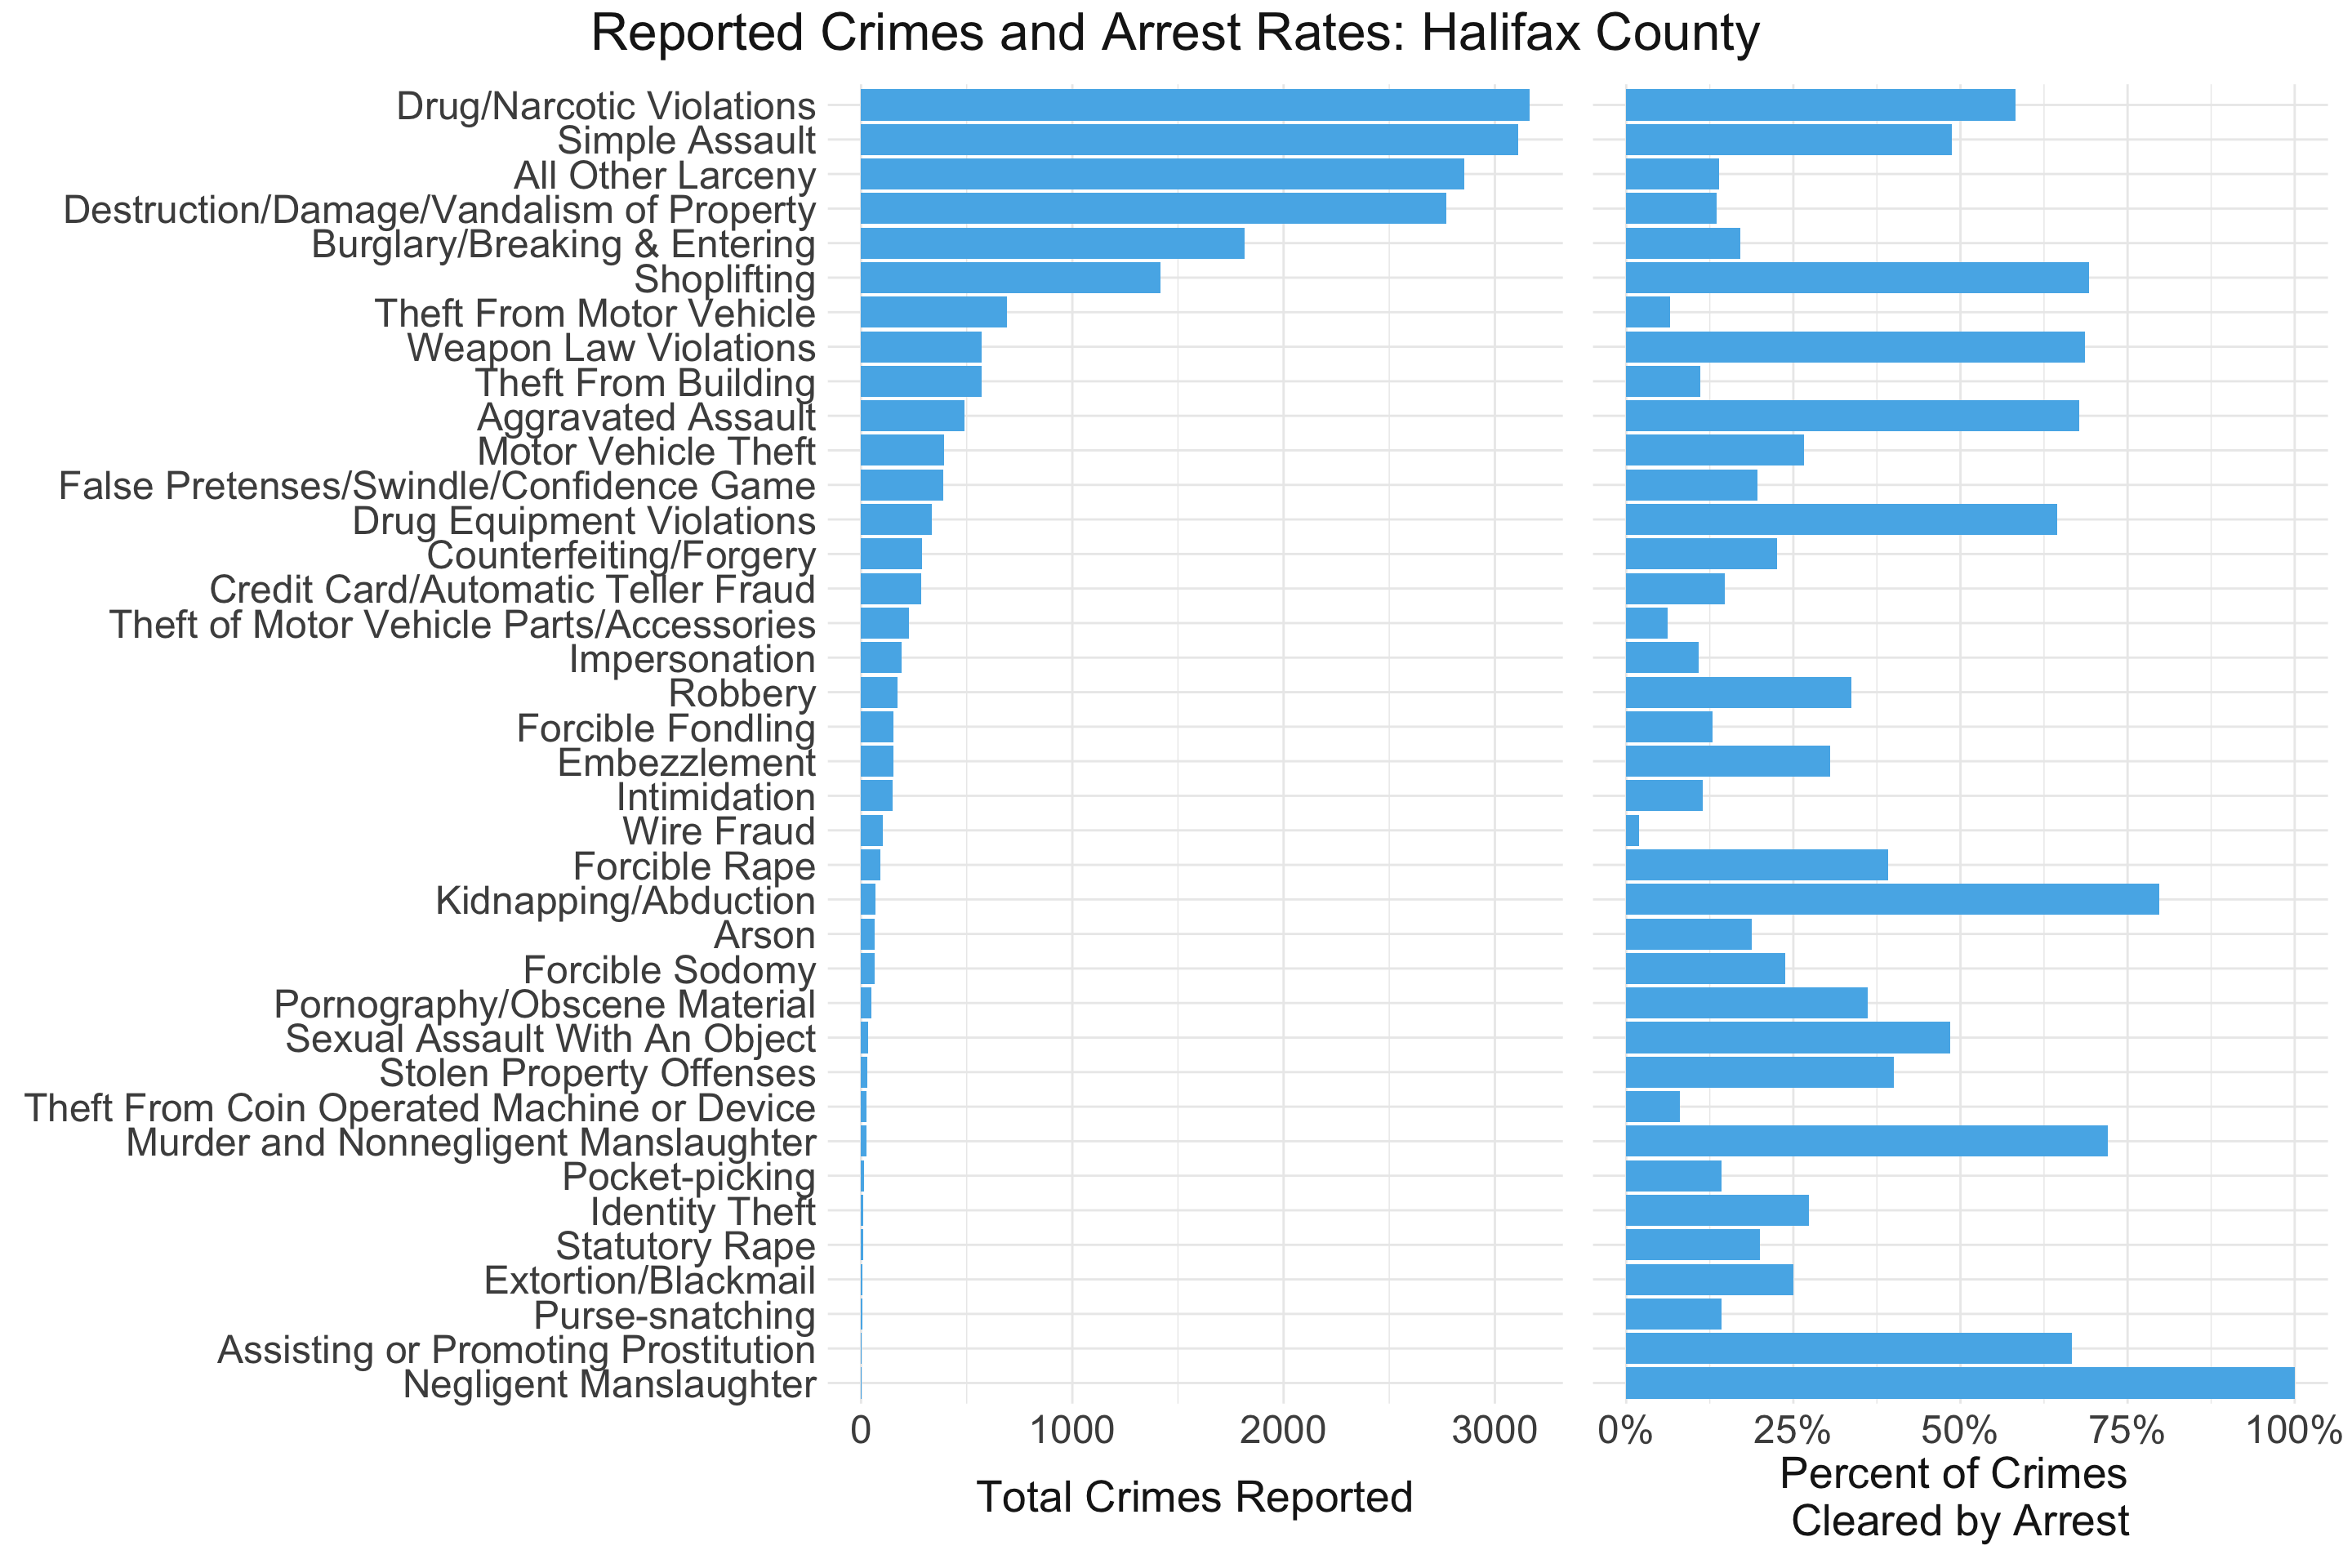 Reported Crimes and Arrest Rates: Halifax County
Drug/Narcotic Violations
Simple Assault
All Other Larceny
Destruction/Damage/Vandalism of Property
Burglary/Breaking & Entering
Shoplifting
Theft From Motor Vehicle
Weapon Law Violations
Theft From Building
Aggravated Assault
Motor Vehicle Theft
False Pretenses/Swindle/Confidence Game
Drug Equipment Violations
Counterfeiting/Forgery
Credit Card/Automatic Teller Fraud
Theft of Motor Vehicle Parts/Accessories
Impersonation
Robbery
Forcible Fondling
Embezzlement
Intimidation
Wire Fraud
Forcible Rape
Kidnapping/Abduction
Arson
Forcible Sodomy
Pornography/Obscene Material
Sexual Assault With An Object
Stolen Property Offenses
Theft From Coin Operated Machine or Device
Murder and Nonnegligent Manslaughter
Pocket-picking
Identity Theft
Statutory Rape
Extortion/Blackmail
Purse-snatching
Assisting or Promoting Prostitution
Negligent Manslaughter
0 1000 2000 3000
Total Crimes Reported
0% 25% 50% 75% 100%
Percent of Crimes
Cleared by Arrest